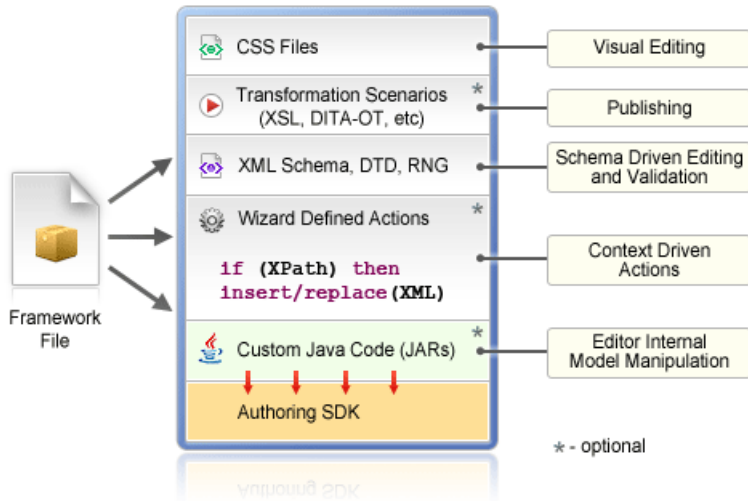 CSS Files
Visual Editing
Transformation Scenarios *
(XSL, DITA-OT, etc)
Publishing
XML Schema, DTD, RNG
Schema Driven Editing
and Validation
Wizard Defined Actions *
if (XPath) then
insert/replace(XML)
Context Driven
Actions
Framework
File
Custom Java Code (JARs) *
Editor Internal
Model Manipulation
Authoring SDK
* - optional
Authoring SDK